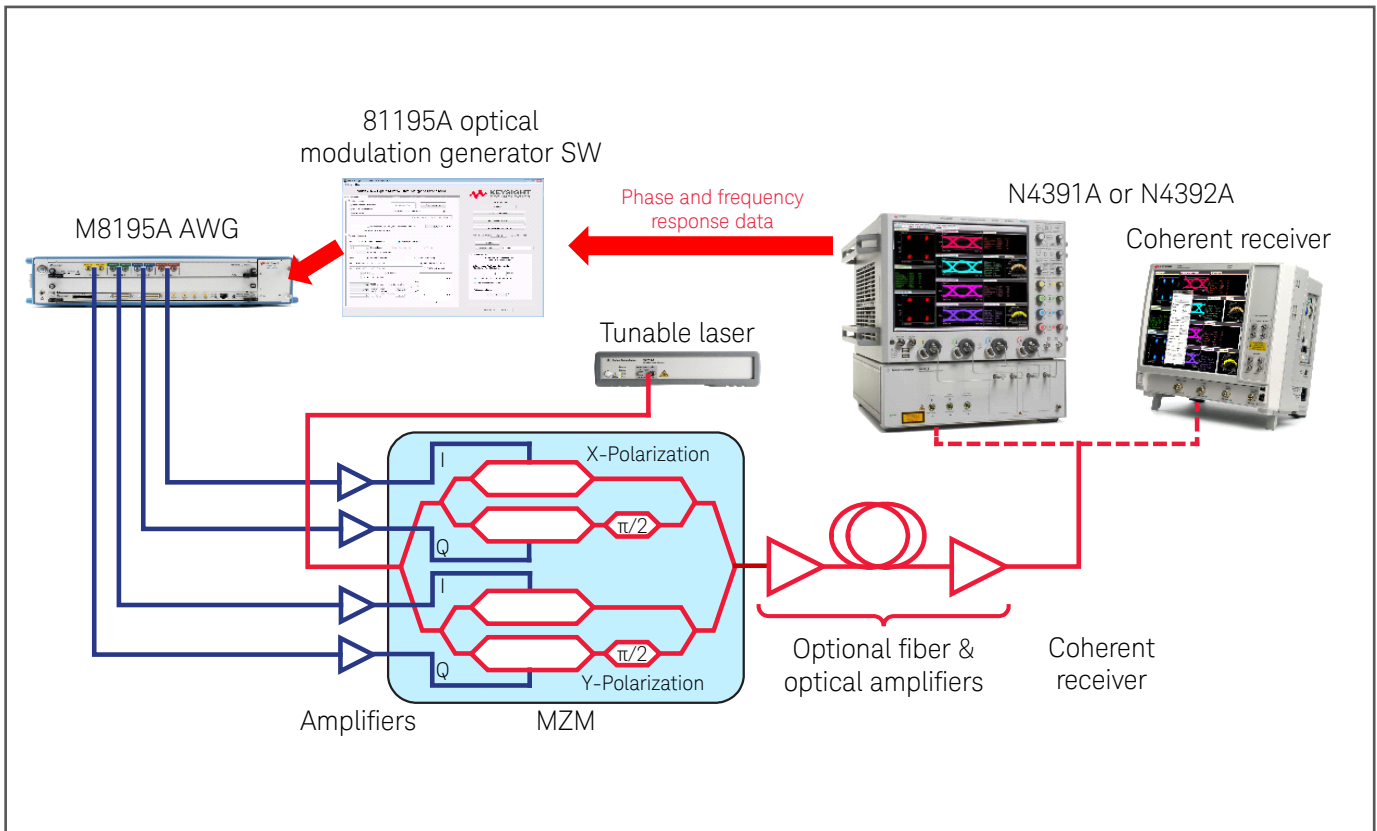 81195A optical
modulation generator SW
KEYSIGHT
Phase and frequency
response data
N4391A or N4392A
M8195A AWG
Coherent receiver
Tunable laser
I
X-Polarization
Q
π/2
I
Q
π/2
Y-Polarization
Optional fiber &
optical amplifiers
Coherent
receiver
Amplifiers
MZM